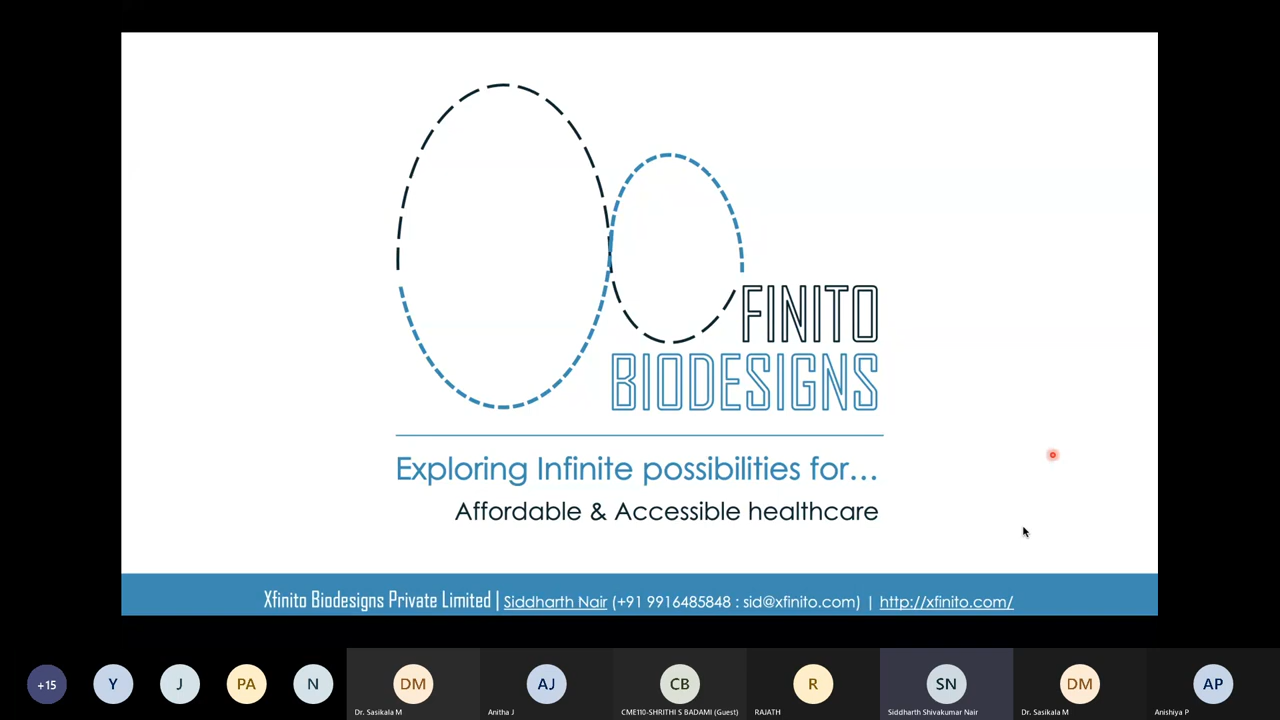 FINITO
BIODESIGNS
Exploring Infinite possibilities for...
Affordable & Accessible healthcare
Xfinito Biodesigns Private Limited | Siddharth Nair (+91 9916485848 : sid@xfinito.com) | http://xfinito.com/
+15 Y J PA N DM AJ CB R SN DM AP
Dr. Sasikala M Anitha J CME110-SHRITHI S BADAMI (Guest) RAJATH Siddharth Shivakumar Nair Dr. Sasikala M Anishiya P